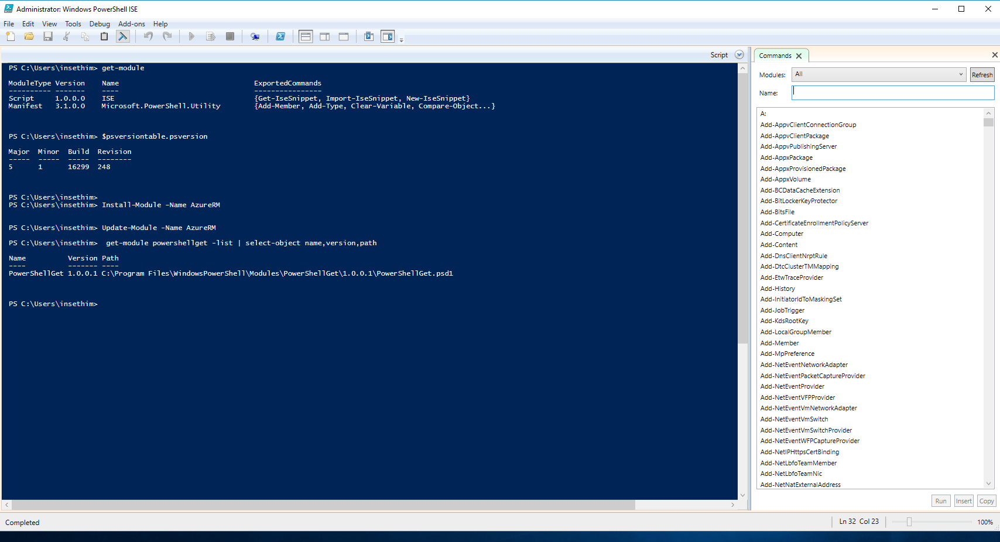 Administrator: Windows PowerShell ISE
File Edit View Tools Debug Add-ons Help
Script
PS C:\Users\insethim> get-module
ModuleType Version    Name                                ExportedCommands
---------- -------    ----                                ----------------
Script     1.0.0.0    ISE                                 {Get-IseSnippet, Import-IseSnippet, New-IseSnippet}
Manifest   3.1.0.0    Microsoft.PowerShell.Utility        {Add-Member, Add-Type, Clear-Variable, Compare-Object...}
PS C:\Users\insethim> $psversiontable.psversion
Major  Minor  Build  Revision
-----  -----  -----  --------
5      1      16299  248
PS C:\Users\insethim>
PS C:\Users\insethim> Install-Module -Name AzureRM
PS C:\Users\insethim> Update-Module -Name AzureRM
PS C:\Users\insethim>  get-module powershellget -list | select-object name,version,path
Name          Version Path
----          ------- ----
PowerShellGet 1.0.0.1 C:\Program Files\WindowsPowerShell\Modules\PowerShellGet\1.0.0.1\PowerShellGet.psd1
PS C:\Users\insethim>
Commands
Modules: All Refresh
Name:
A:
Add-AppvClientConnectionGroup
Add-AppvClientPackage
Add-AppvPublishingServer
Add-AppxPackage
Add-AppxProvisionedPackage
Add-AppxVolume
Add-BCDataCacheExtension
Add-BitLockerKeyProtector
Add-BitsFile
Add-CertificateEnrollmentPolicyServer
Add-Computer
Add-Content
Add-DnsClientNrptRule
Add-DtcClusterTMMapping
Add-EtwTraceProvider
Add-History
Add-InitiatorIdToMaskingSet
Add-JobTrigger
Add-KdsRootKey
Add-LocalGroupMember
Add-Member
Add-MpPreference
Add-NetEventNetworkAdapter
Add-NetEventPacketCaptureProvider
Add-NetEventProvider
Add-NetEventVFPProvider
Add-NetEventVmNetworkAdapter
Add-NetEventVmSwitch
Add-NetEventVmSwitchProvider
Add-NetEventWFPCaptureProvider
Add-NetIPHttpsCertBinding
Add-NetLbfoTeamMember
Add-NetLbfoTeamNic
Add-NetNatExternalAddress
Run Insert Copy
Completed
Ln 32 Col 23
100%